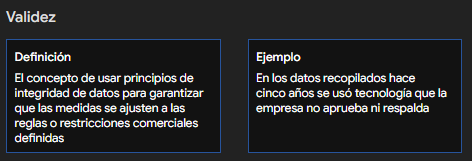 Validez
Definición
El concepto de usar principios de
integridad de datos para garantizar
que las medidas se ajusten a las
reglas o restricciones comerciales
definidas
Ejemplo
En los datos recopilados hace
cinco años se usó tecnología que la
empresa no aprueba ni respalda